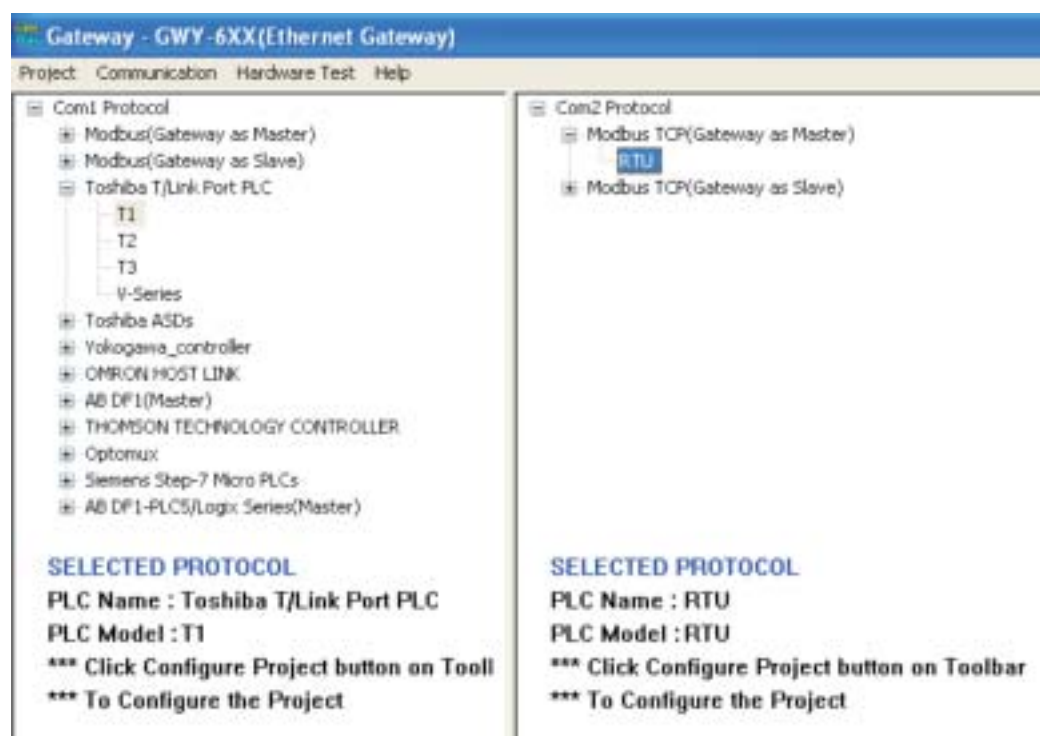 Gateway - GWY-6XX(Ethernet Gateway)
Project Communication Hardware Test Help
Com1 Protocol
Modbus(Gateway as Master)
Modbus(Gateway as Slave)
Toshiba T/Link Port PLC
T1
T2
T3
V-Series
Toshiba ASDs
Yokogawa_controller
OMRON HOST LINK
AB DF1(Master)
THOMSON TECHNOLOGY CONTROLLER
Optomux
Siemens Step-7 Micro PLCs
AB DF1-PLC5/Logix Series(Master)
SELECTED PROTOCOL
PLC Name : Toshiba T/Link Port PLC
PLC Model : T1
*** Click Configure Project button on Tooll
*** To Configure the Project
Com2 Protocol
Modbus TCP(Gateway as Master)
RTU
Modbus TCP(Gateway as Slave)
SELECTED PROTOCOL
PLC Name : RTU
PLC Model : RTU
*** Click Configure Project button on Toolbar
*** To Configure the Project